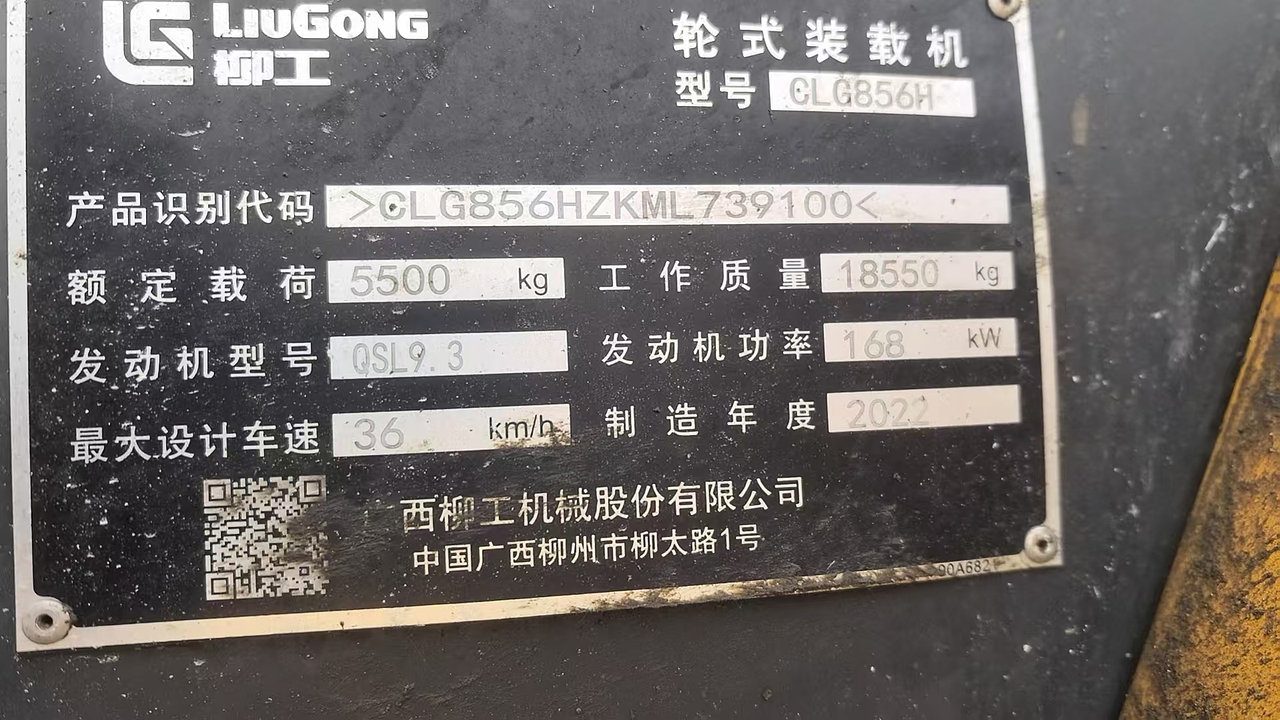 LIUGONG
柳工
轮式装载机
型号 CLG856H
产品识别代码 >CLG856HZKML739100<
额定载荷 5500 kg 工作质量 18550 kg
发动机型号 QSL9.3 发动机功率 168 kW
最大设计车速 36 km/h 制造年度 2022
西柳工机械股份有限公司
中国广西柳州市柳太路1号